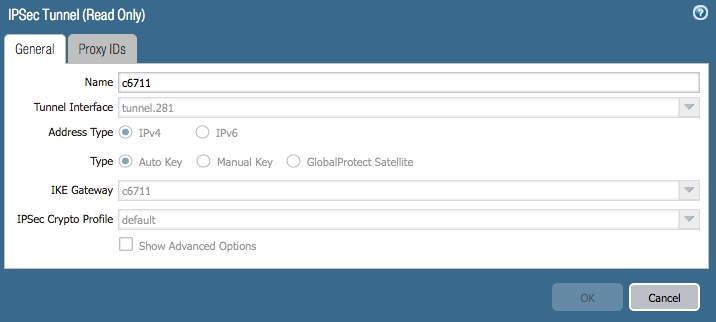 IPSec Tunnel (Read Only)
?
General Proxy IDs
Name c6711
Tunnel Interface tunnel.281
Address Type IPv4 IPv6
Type Auto Key Manual Key GlobalProtect Satellite
IKE Gateway c6711
IPSec Crypto Profile default
Show Advanced Options
OK Cancel